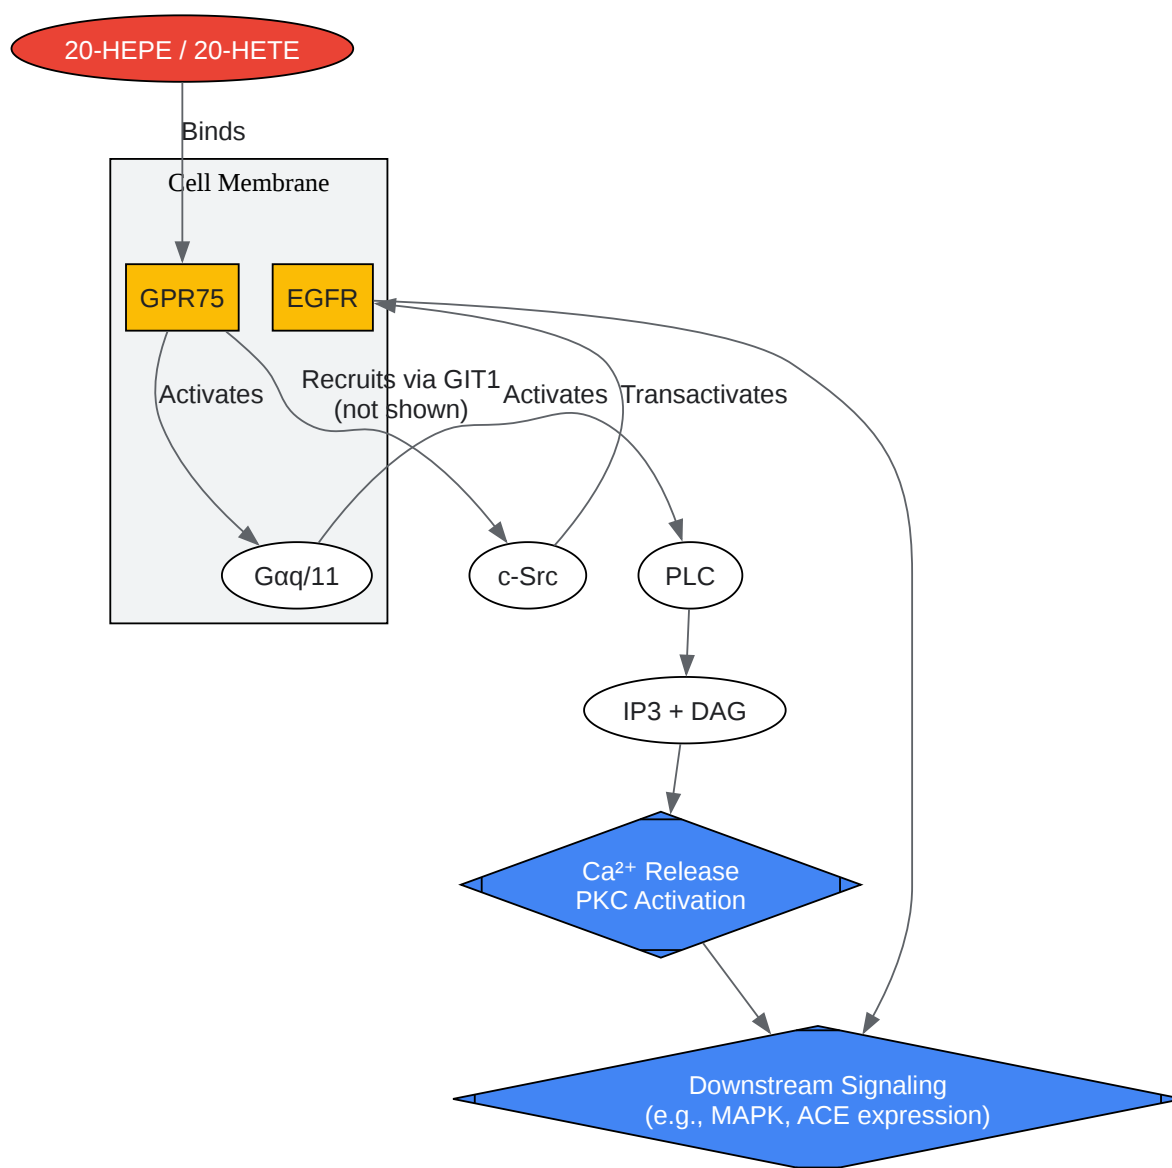 20-HEPE / 20-HETE
Binds
Cell Membrane
GPR75
EGFR
Activates
Recruits via GIT1
(not shown)
Activates
Transactivates
Gαq/11
c-Src
PLC
IP3 + DAG
Ca²⁺ Release
PKC Activation
Downstream Signaling
(e.g., MAPK, ACE expression)